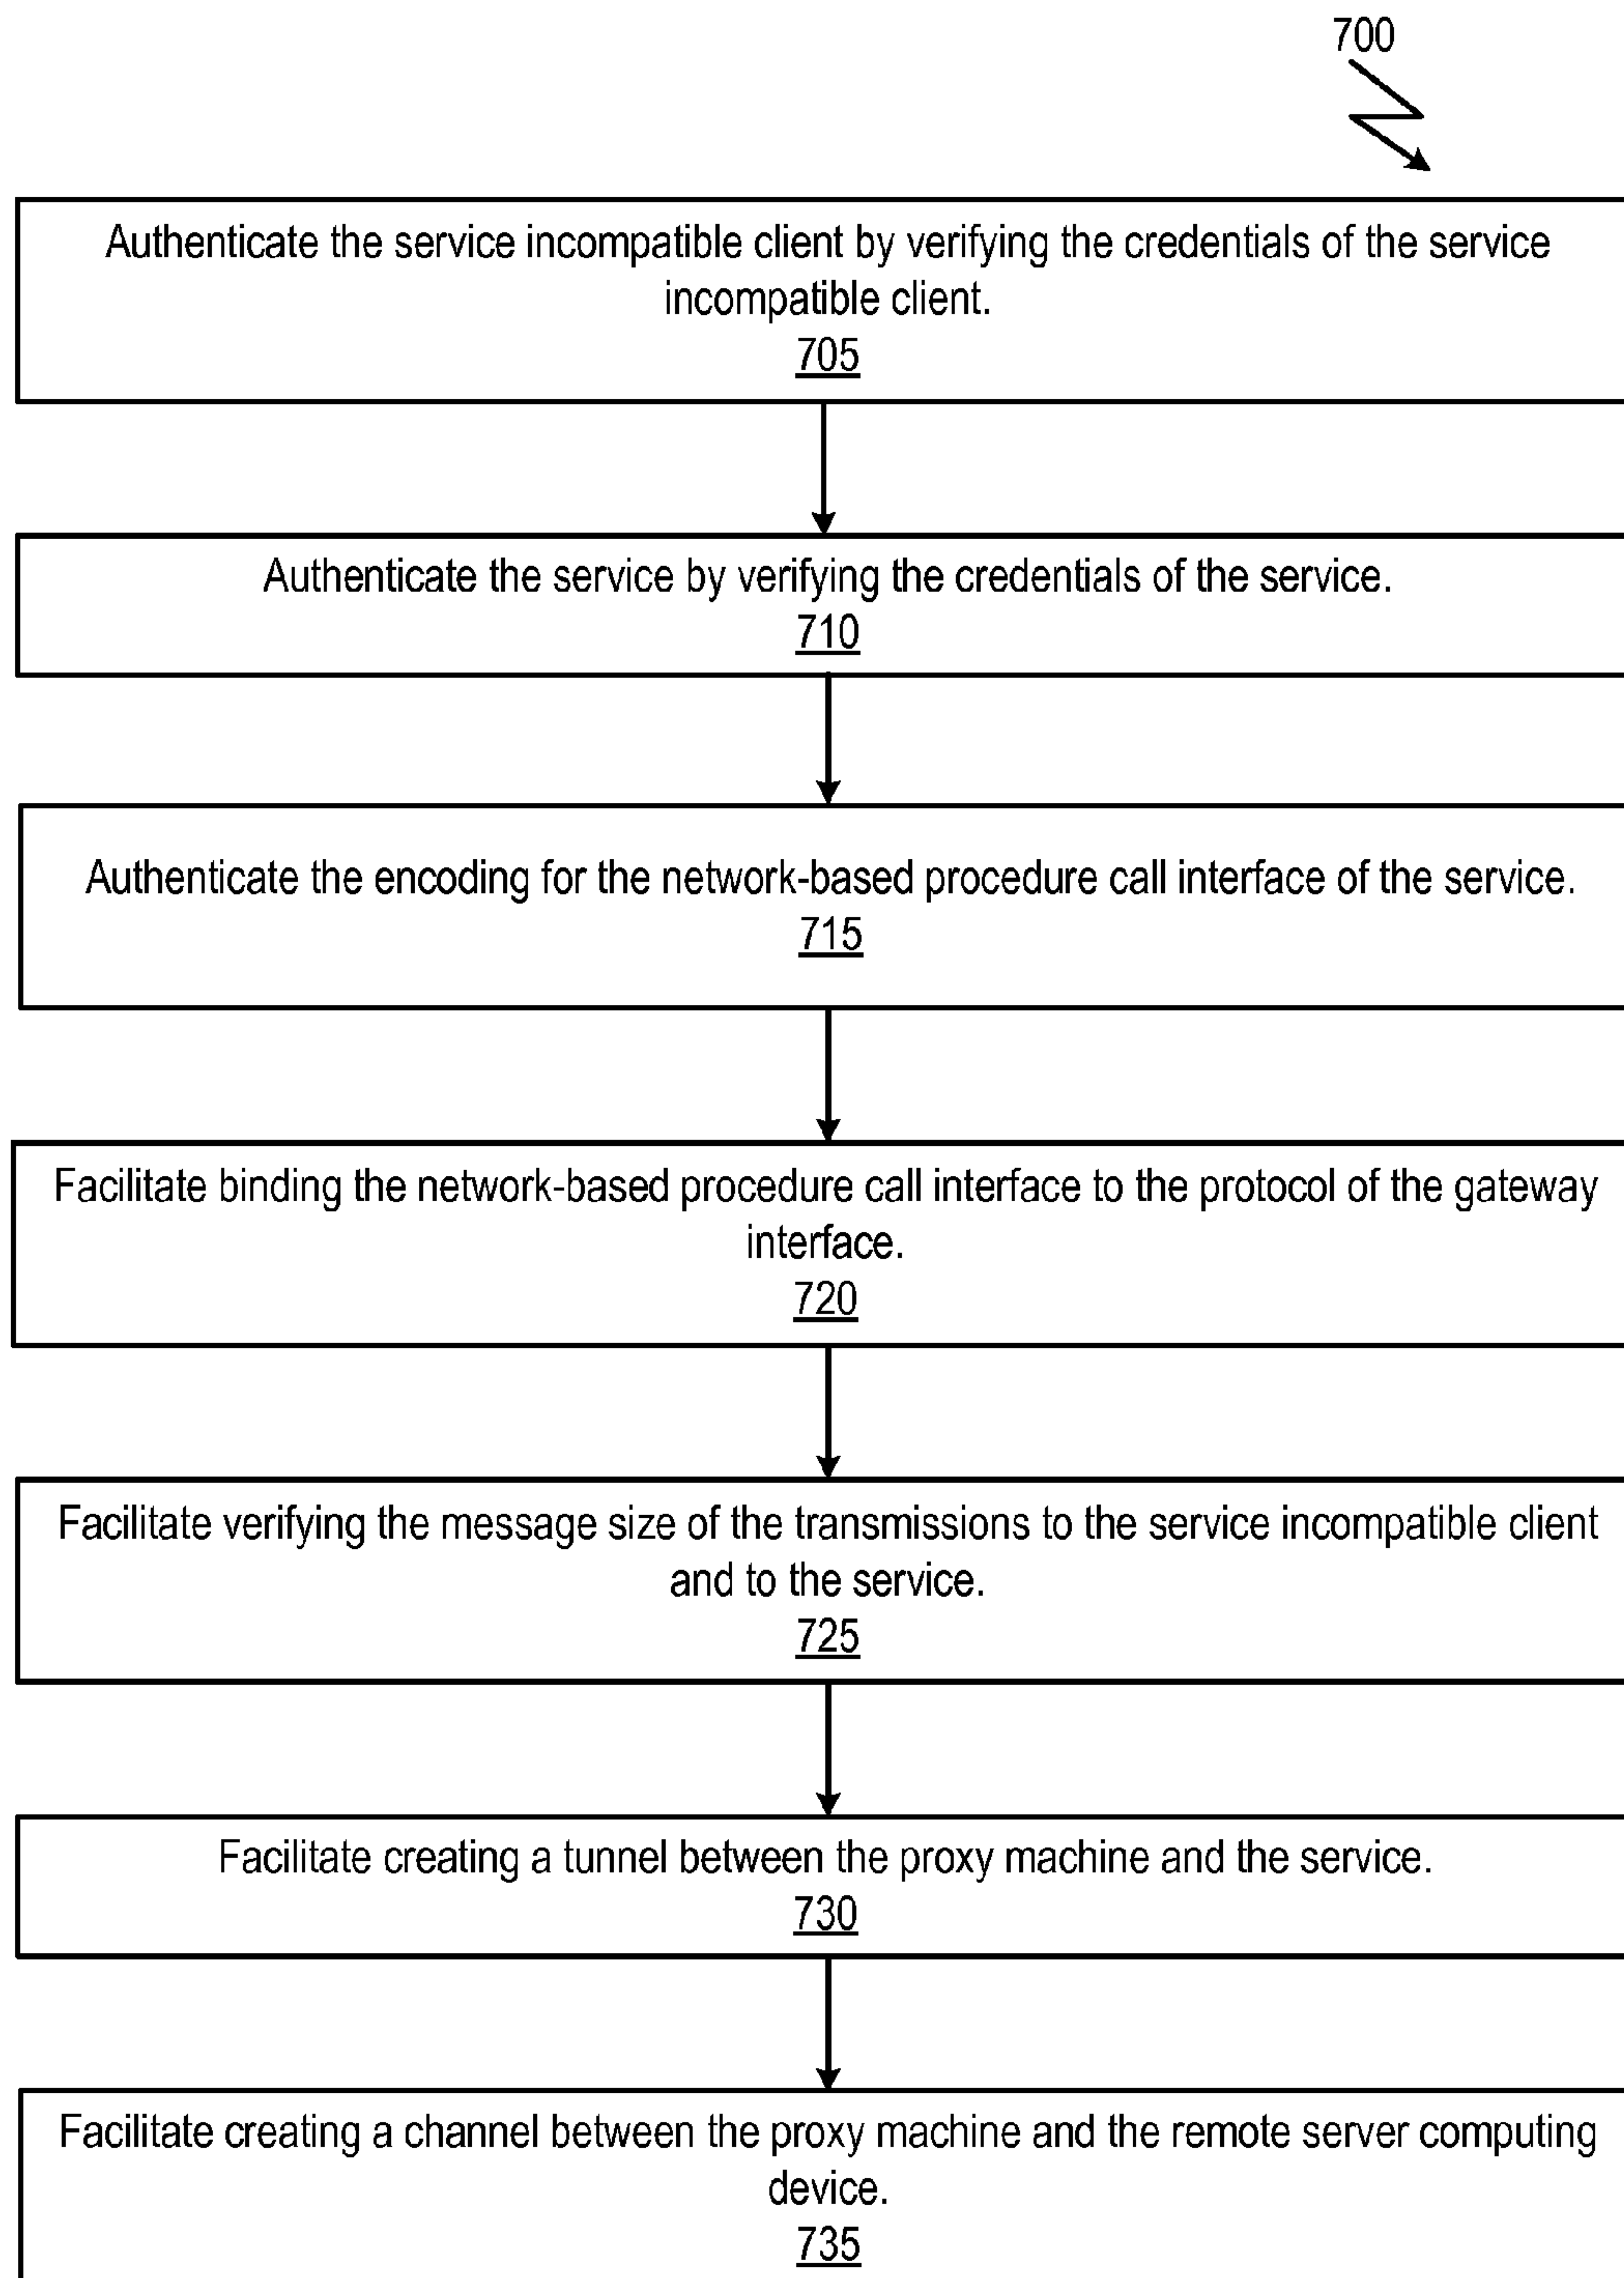 700
Authenticate the service incompatible client by verifying the credentials of the service
incompatible client.
705
Authenticate the service by verifying the credentials of the service.
710
Authenticate the encoding for the network-based procedure call interface of the service.
715
Facilitate binding the network-based procedure call interface to the protocol of the gateway
interface.
720
Facilitate verifying the message size of the transmissions to the service incompatible client
and to the service.
725
Facilitate creating a tunnel between the proxy machine and the service.
730
Facilitate creating a channel between the proxy machine and the remote server computing
device.
735